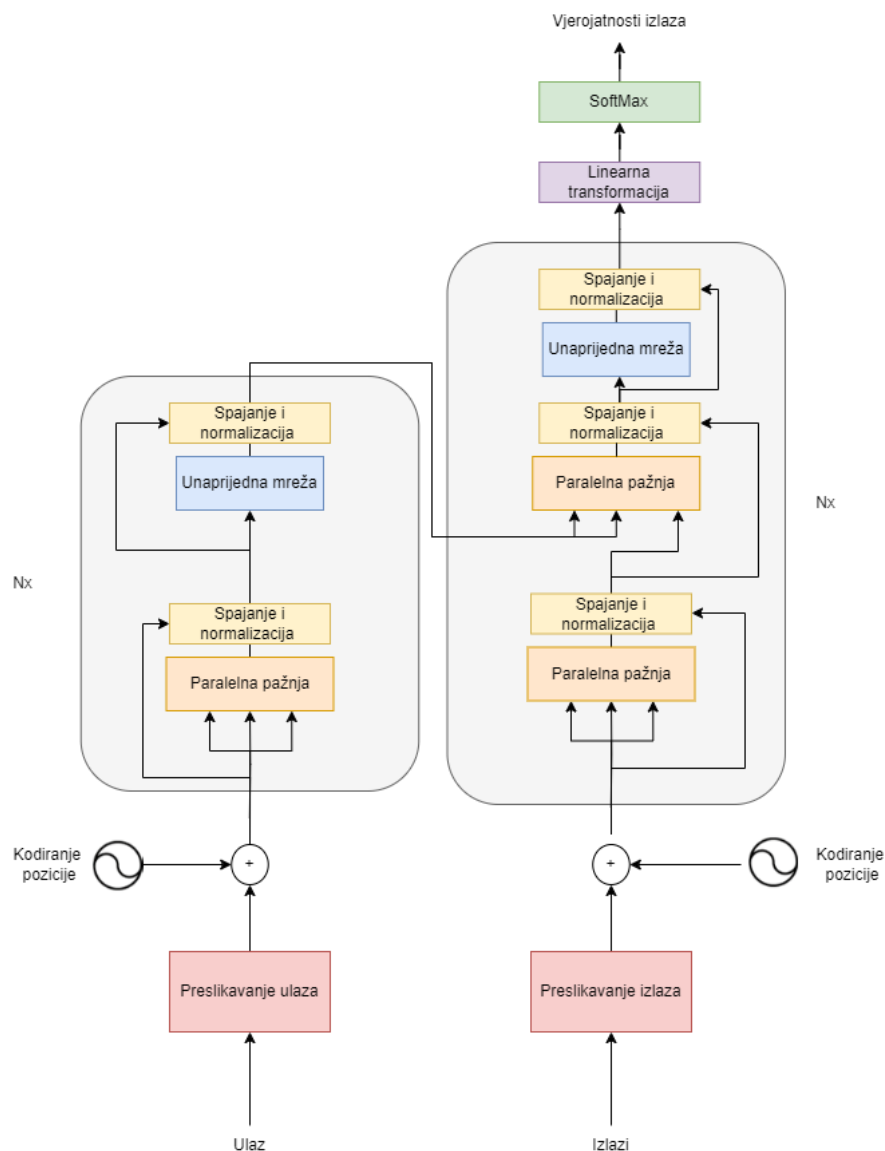 Vjerojatnosti izlaza
SoftMax
Linearna
transformacija
Spajanje i
normalizacija
Unaprijedna mreža
Spajanje i
normalizacija
Paralelna pažnja
Spajanje i
normalizacija
Paralelna pažnja
Nx
Spajanje i
normalizacija
Unaprijedna mreža
Spajanje i
normalizacija
Paralelna pažnja
Nx
Kodiranje
pozicije
+
+
Kodiranje
pozicije
Preslikavanje ulaza
Preslikavanje izlaza
Ulaz
Izlazi